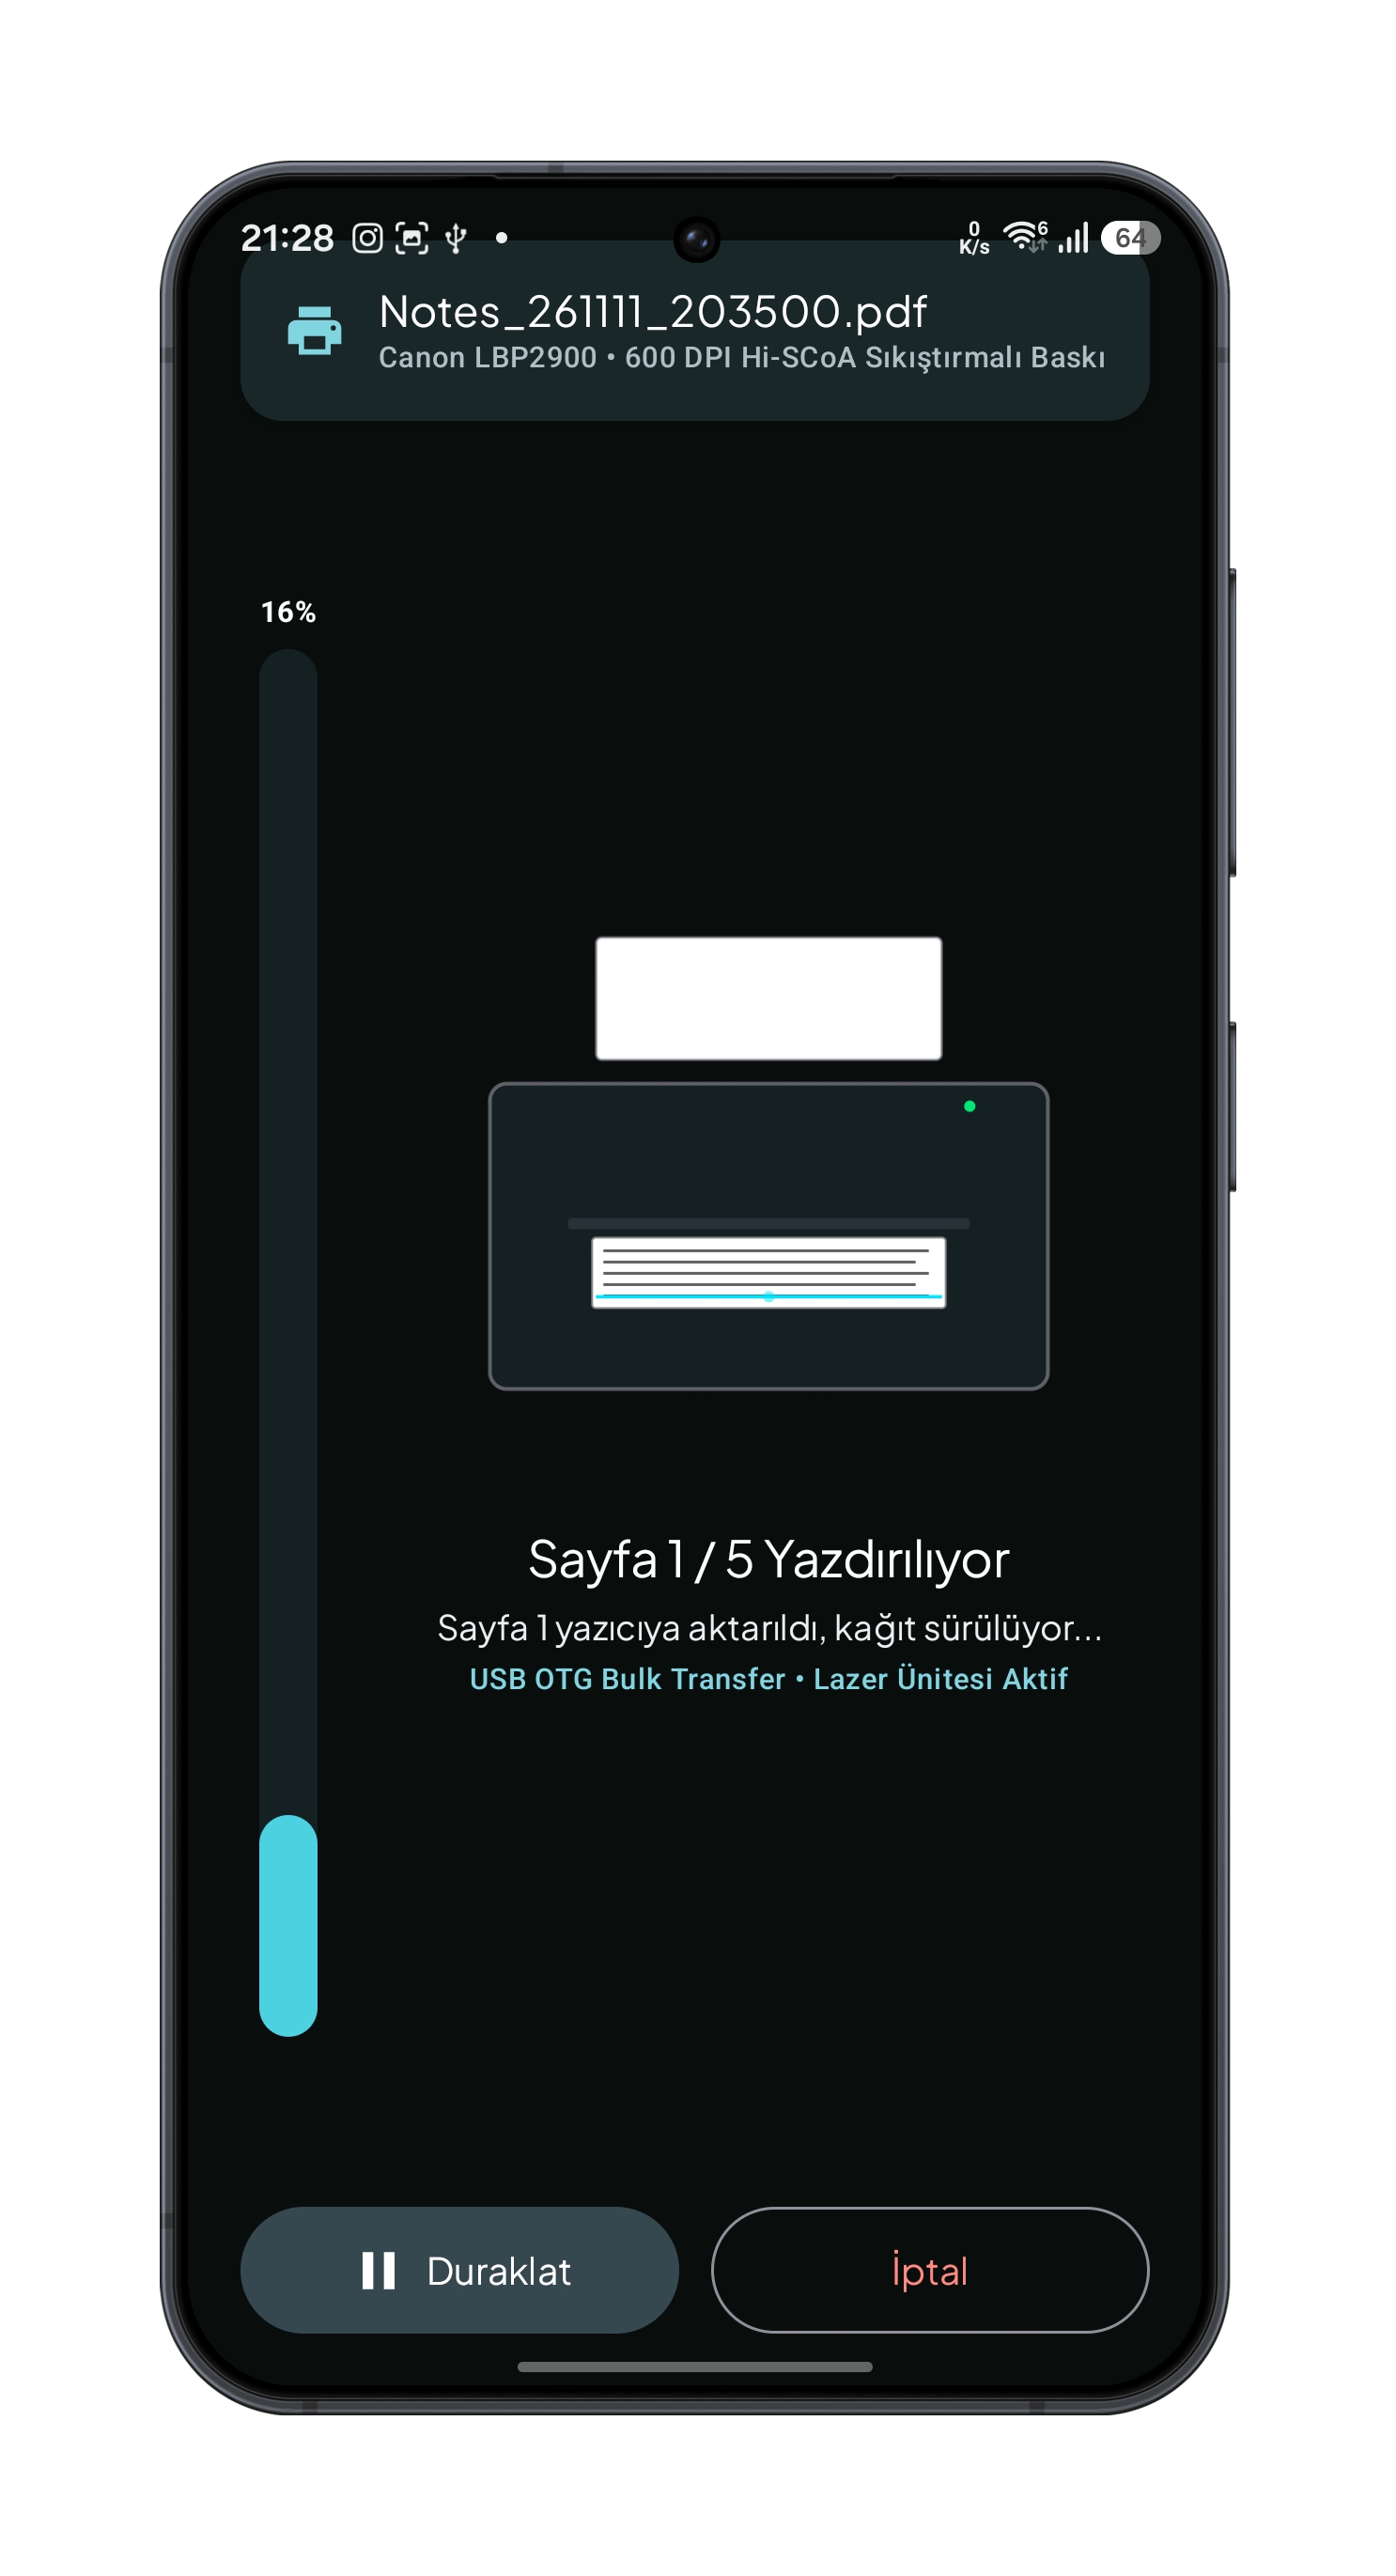 21:28
0 K/s
6
64
Notes_261111_203500.pdf
Canon LBP2900 • 600 DPI Hi-SCoA Sıkıştırmalı Baskı
16%
Sayfa 1 / 5 Yazdırılıyor
Sayfa 1 yazıcıya aktarıldı, kağıt sürülüyor...
USB OTG Bulk Transfer • Lazer Ünitesi Aktif
Duraklat
İptal